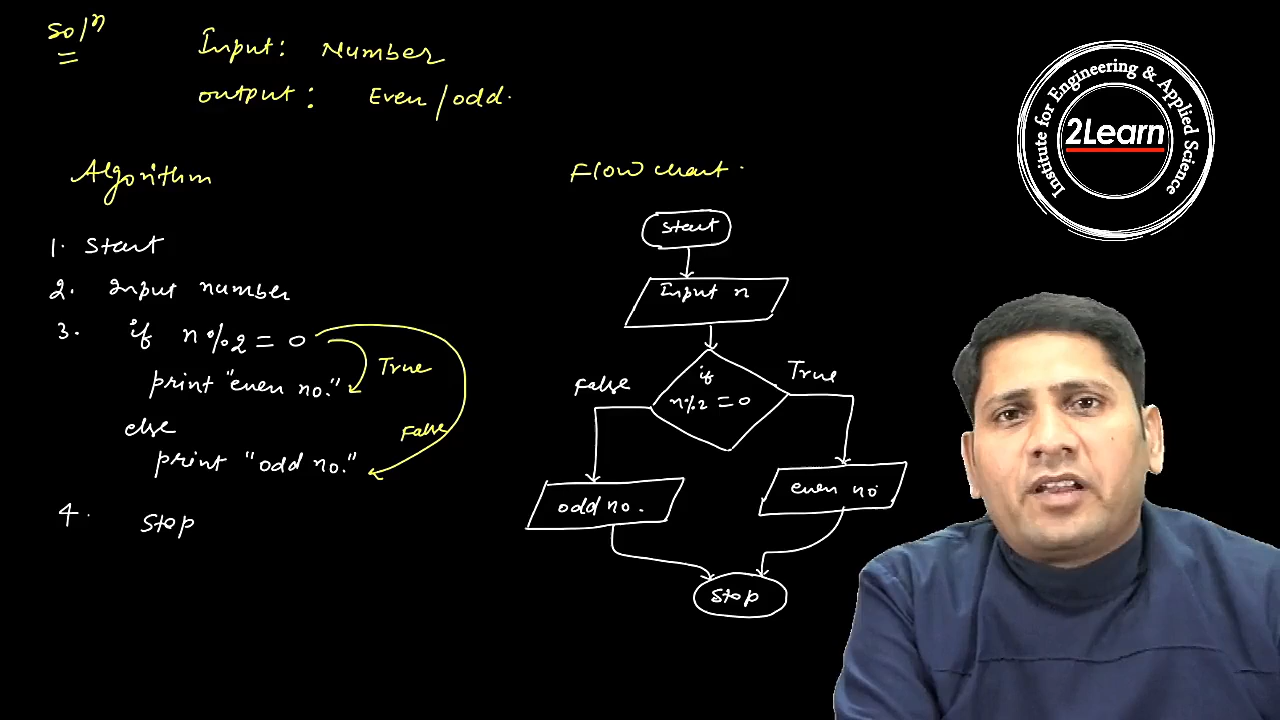 Soln
Input: Number
output: Even/odd.
Algorithm
1. Start
2. Input number
3. if n%2 = 0
True
print "even no."
else
False
print "odd no."
4. Stop
Flow chart.
Start
Input n
if
n%2 = 0
False
True
odd no.
even no.
Stop
Institute for Engineering & Applied Science
2Learn